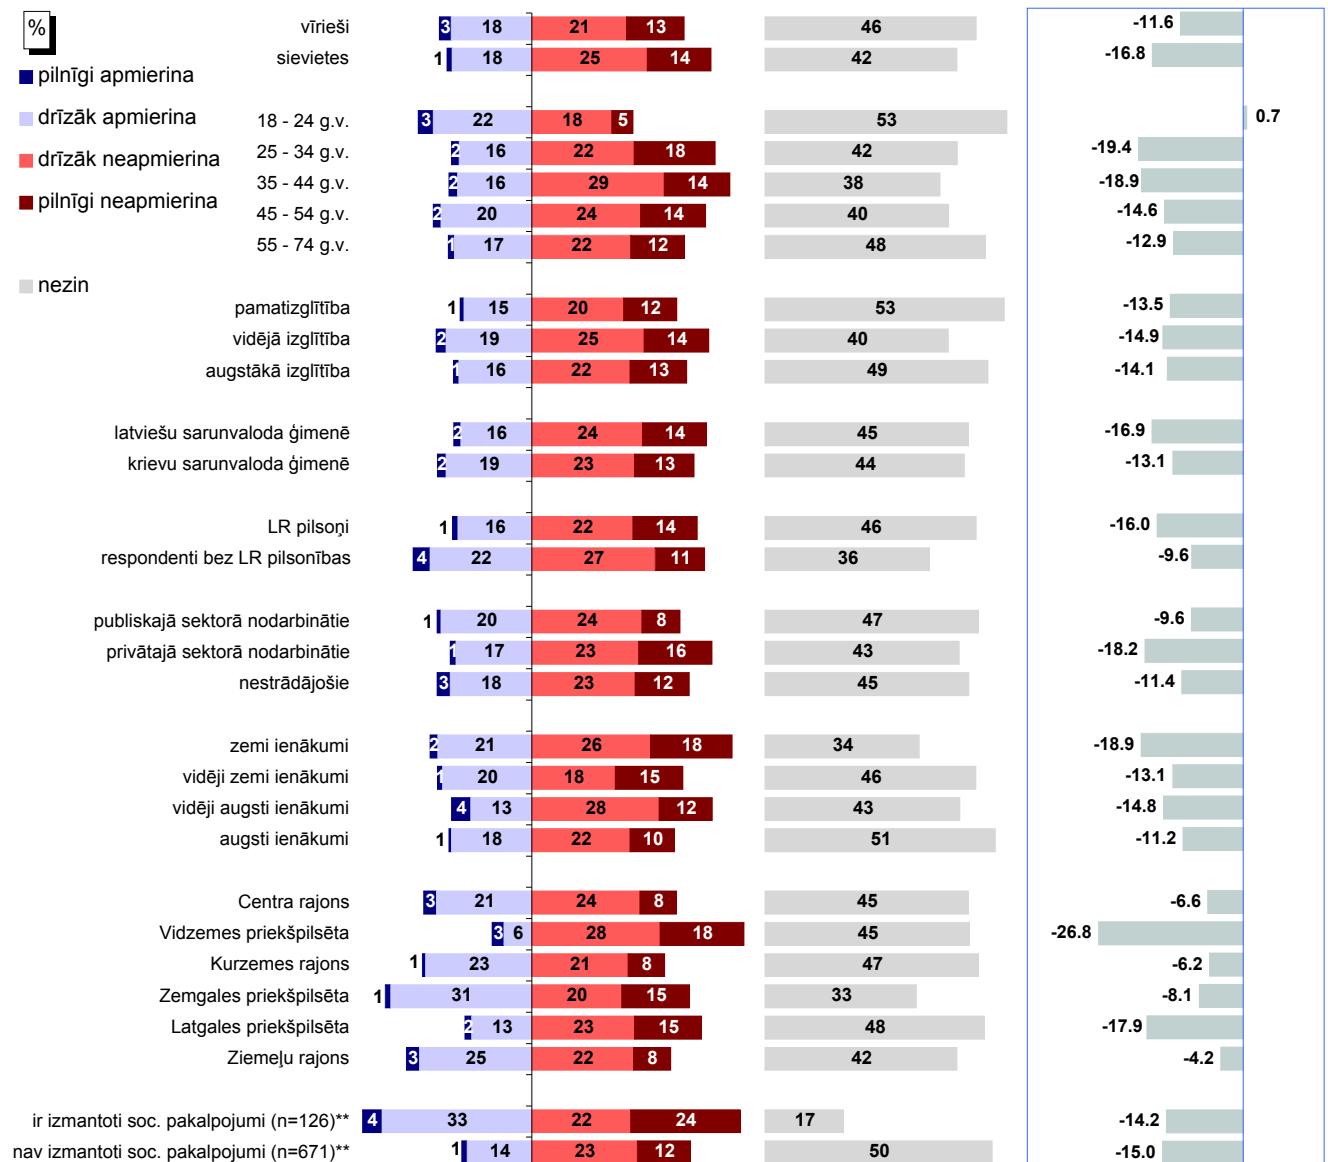 %
pilnīgi apmierina
drīzāk apmierina
drīzāk neapmierina
pilnīgi neapmierina
nezin
vīrieši 3 18 21 13 46 -11.6
sievietes 1 18 25 14 42 -16.8
18 - 24 g.v. 3 22 18 5 53 0.7
25 - 34 g.v. 2 16 22 18 42 -19.4
35 - 44 g.v. 2 16 29 14 38 -18.9
45 - 54 g.v. 2 20 24 14 40 -14.6
55 - 74 g.v. 1 17 22 12 48 -12.9
pamatizglītība 1 15 20 12 53 -13.5
vidējā izglītība 2 19 25 14 40 -14.9
augstākā izglītība 1 16 22 13 49 -14.1
latviešu sarunvaloda ģimenē 2 16 24 14 45 -16.9
krievu sarunvaloda ģimenē 2 19 23 13 44 -13.1
LR pilsoņi 1 16 22 14 46 -16.0
respondenti bez LR pilsonības 4 22 27 11 36 -9.6
publiskajā sektorā nodarbinātie 1 20 24 8 47 -9.6
privātajā sektorā nodarbinātie 1 17 23 16 43 -18.2
nestrādājošie 3 18 23 12 45 -11.4
zemi ienākumi 2 21 26 18 34 -18.9
vidēji zemi ienākumi 1 20 18 15 46 -13.1
vidēji augsti ienākumi 4 13 28 12 43 -14.8
augsti ienākumi 1 18 22 10 51 -11.2
Centra rajons 3 21 24 8 45 -6.6
Vidzemes priekšpilsēta 3 6 28 18 45 -26.8
Kurzemes rajons 1 23 21 8 47 -6.2
Zemgales priekšpilsēta 1 31 20 15 33 -8.1
Latgales priekšpilsēta 2 13 23 15 48 -17.9
Ziemeļu rajons 3 25 22 8 42 -4.2
ir izmantoti soc. pakalpojumi (n=126)** 4 33 22 24 17 -14.2
nav izmantoti soc. pakalpojumi (n=671)** 1 14 23 12 50 -15.0